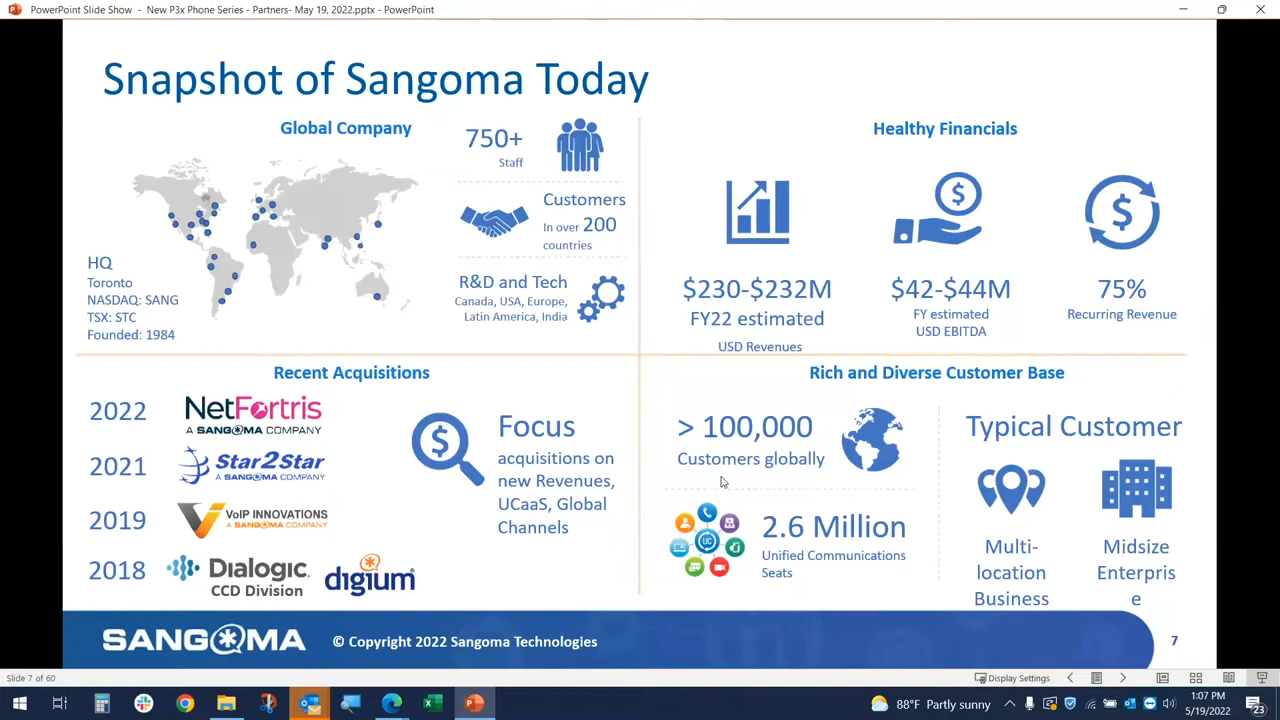 PowerPoint Slide Show - New P3x Phone Series - Partners- May 19, 2022.pptx - PowerPoint
Snapshot of Sangoma Today
Global Company
750+
Staff
Customers
In over 200
countries
HQ
Toronto
NASDAQ: SANG
TSX: STC
Founded: 1984
R&D and Tech
Canada, USA, Europe,
Latin America, India
Healthy Financials
$230-$232M
FY22 estimated
USD Revenues
$42-$44M
FY estimated
USD EBITDA
75%
Recurring Revenue
Recent Acquisitions
2022
NetFortris
A SANGOMA COMPANY
2021
Star2Star
A SANGOMA COMPANY
2019
VoIP INNOVATIONS
A SANGOMA COMPANY
2018
Dialogic.
CCD Division
digium
Focus
acquisitions on
new Revenues,
UCaaS, Global
Channels
Rich and Diverse Customer Base
> 100,000
Customers globally
UC
2.6 Million
Unified Communications
Seats
Typical Customer
Multi-
location
Business
Midsize
Enterpris
e
SANGOMA
© Copyright 2022 Sangoma Technologies
7
Slide 7 of 60
Display Settings
88°F Partly sunny
1:07 PM
5/19/2022
23